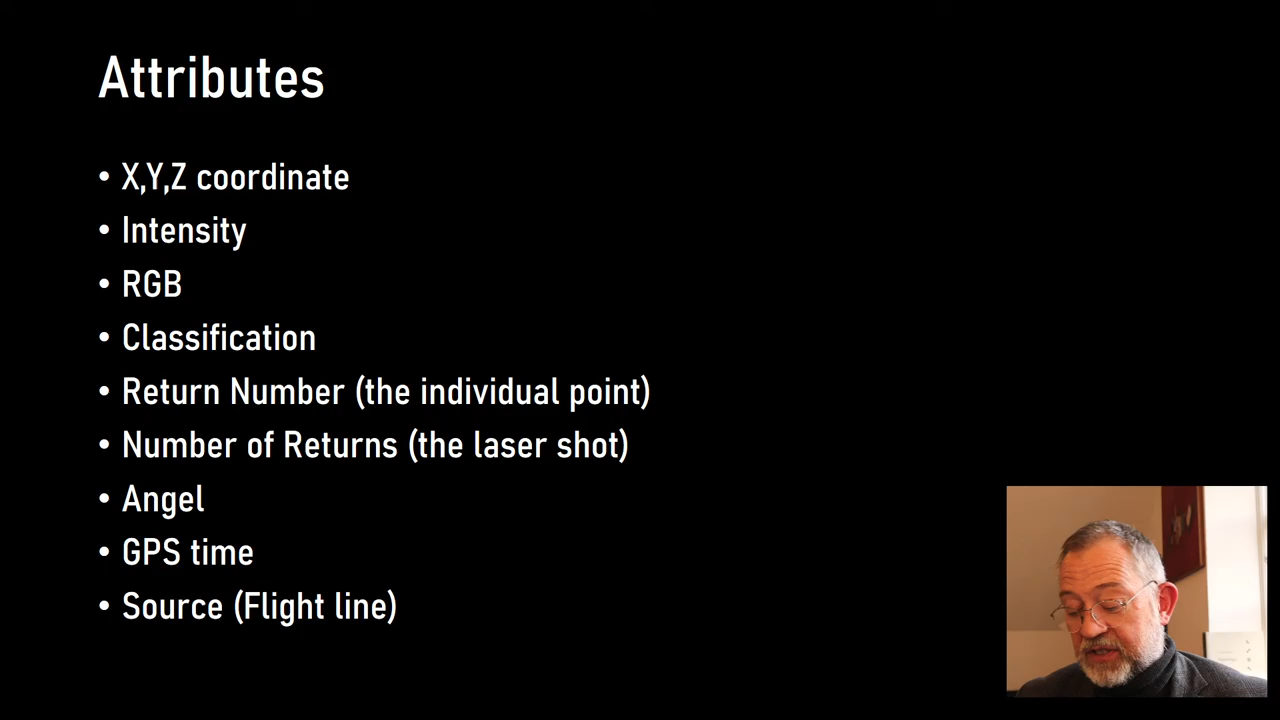 Attributes
• X,Y,Z coordinate
• Intensity
• RGB
• Classification
• Return Number (the individual point)
• Number of Returns (the laser shot)
• Angel
• GPS time
• Source (Flight line)